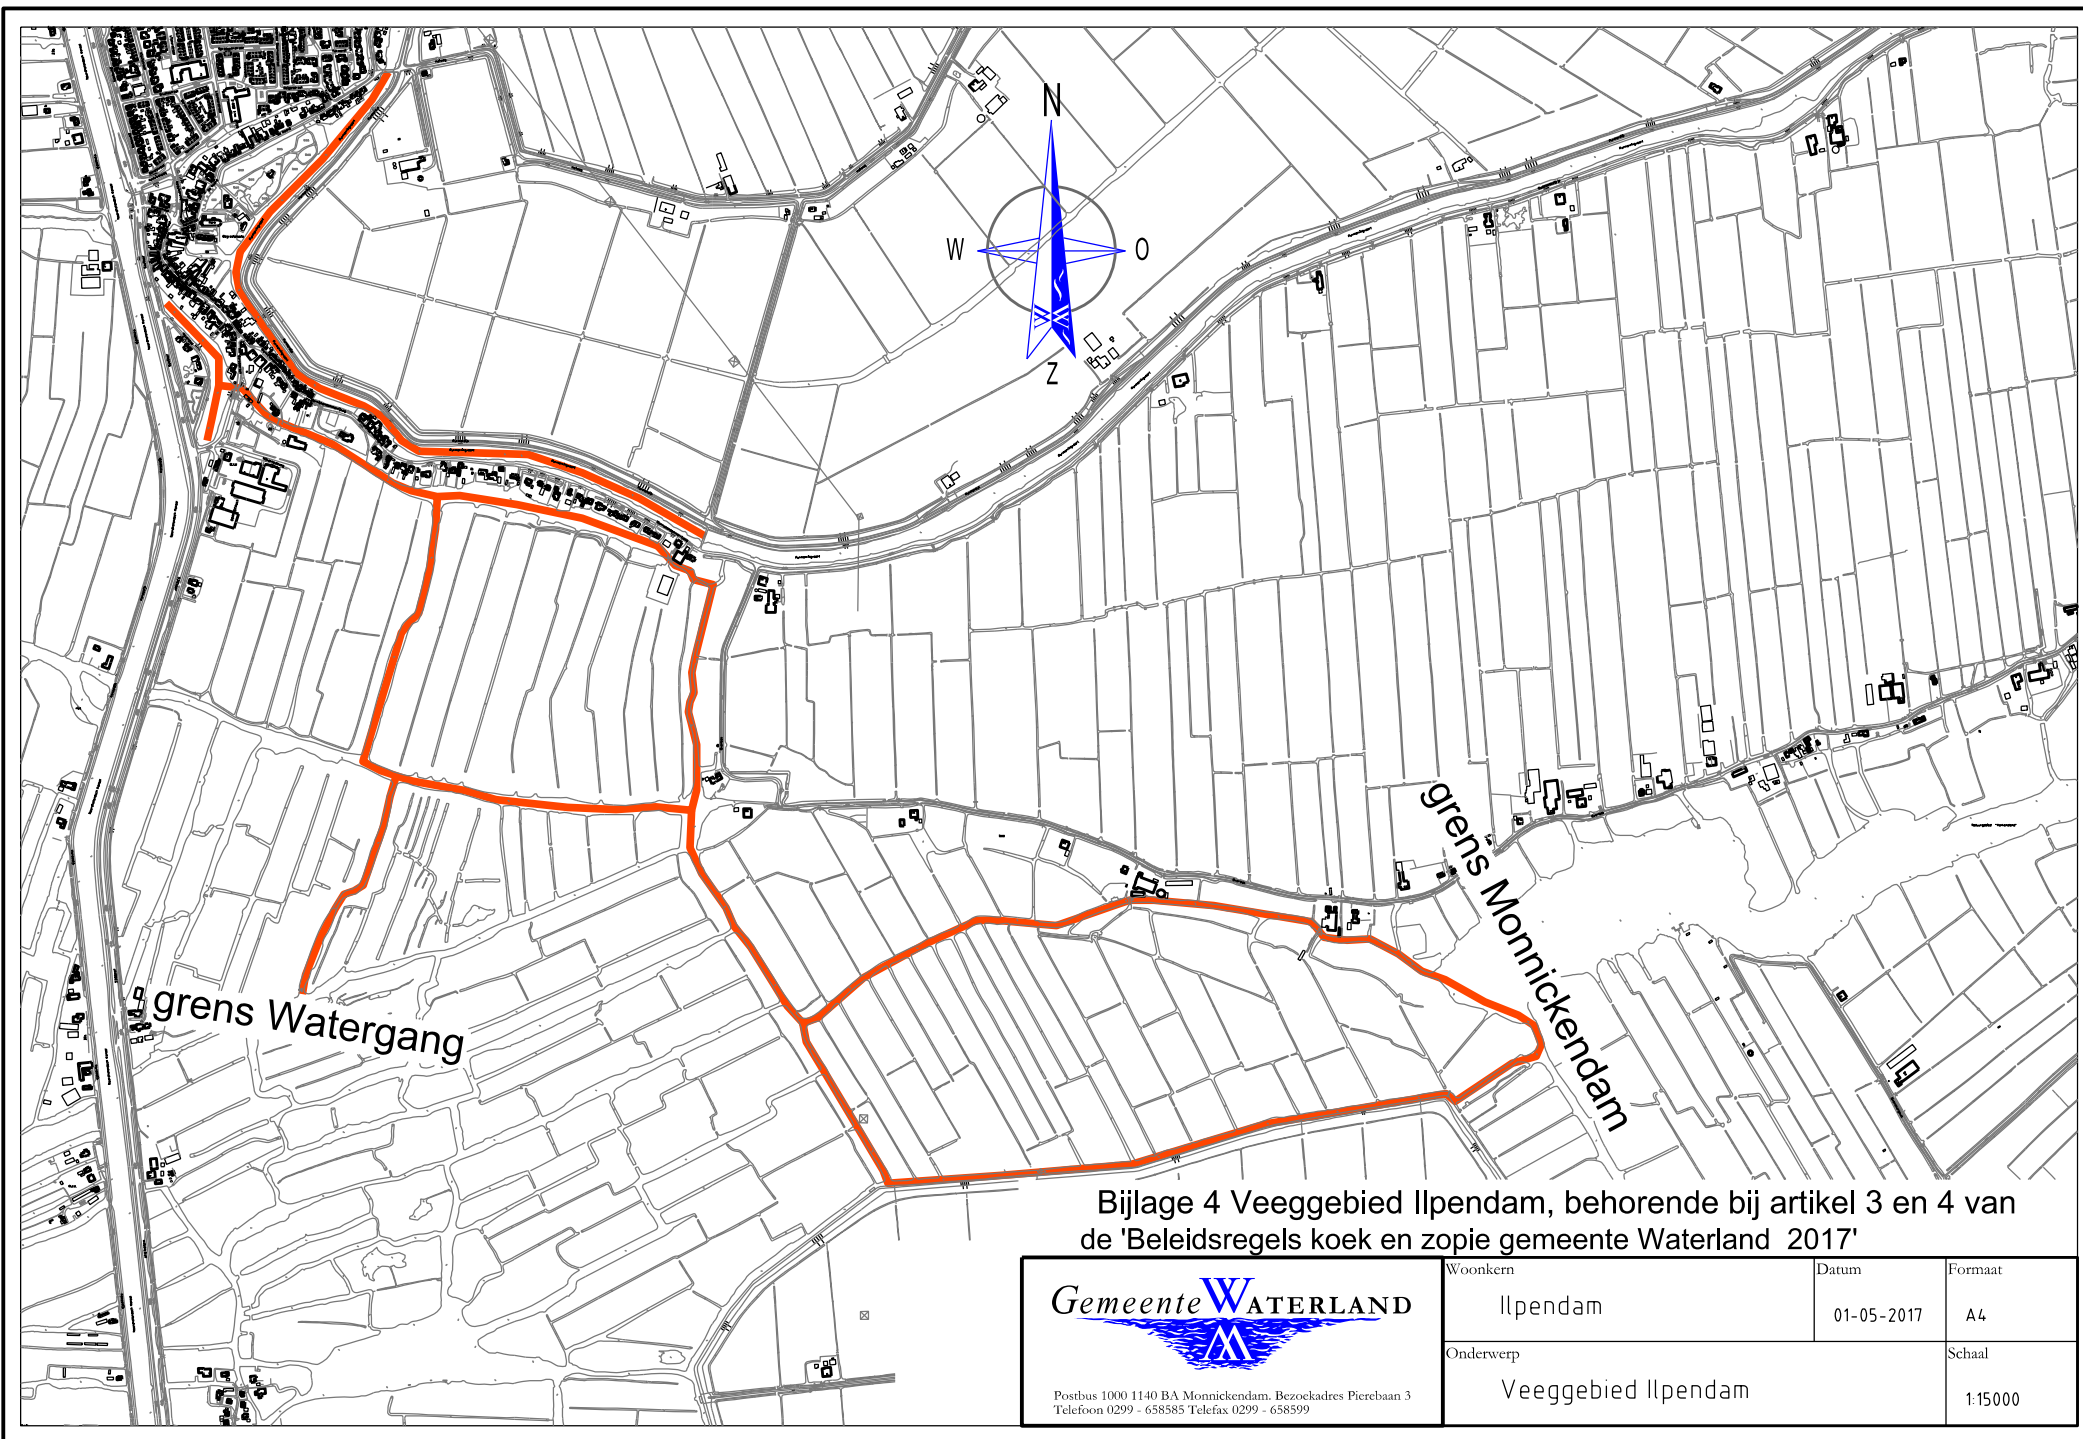 N
W
O
Z
grens Monnickendam
grens Watergang
Bijlage 4 Veeggebied Ilpendam, behorende bij artikel 3 en 4 van
de 'Beleidsregels koek en zopie gemeente Waterland 2017'
Gemeente WATERLAND
Postbus 1000 1140 BA Monnickendam. Bezoekadres Pierebaan 3
Telefoon 0299 - 658585 Telefax 0299 - 658599
Woonkern
Ilpendam
Datum
01-05-2017
Formaat
A4
Onderwerp
Veeggebied Ilpendam
Schaal
1:15000